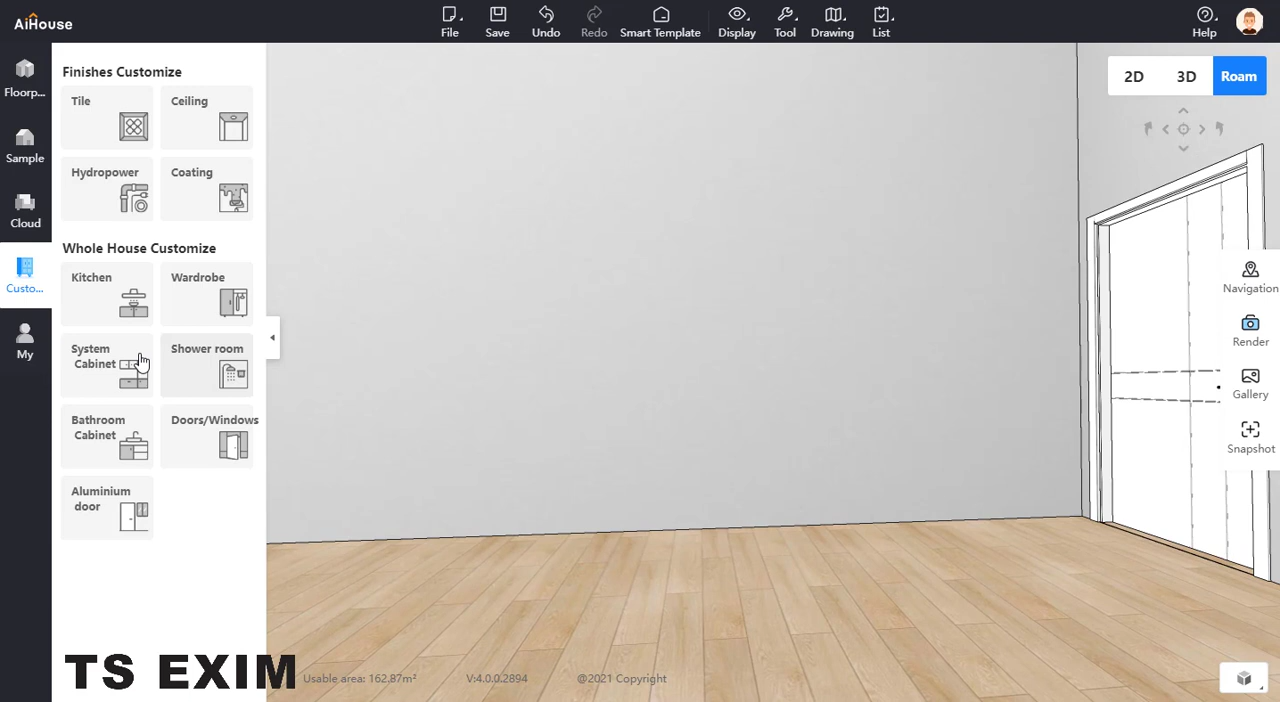 AiHouse
File
Save
Undo
Redo
Smart Template
Display
Tool
Drawing
List
Help
Floorp...
Sample
Cloud
Custo...
My
Finishes Customize
Tile
Ceiling
Hydropower
Coating
Whole House Customize
Kitchen
Wardrobe
System
Cabinet
Shower room
Bathroom
Cabinet
Doors/Windows
Aluminium
door
2D
3D
Roam
Navigation
Render
Gallery
Snapshot
TS EXIM
Usable area: 162.87m²
V:4.0.0.2894
@2021 Copyright